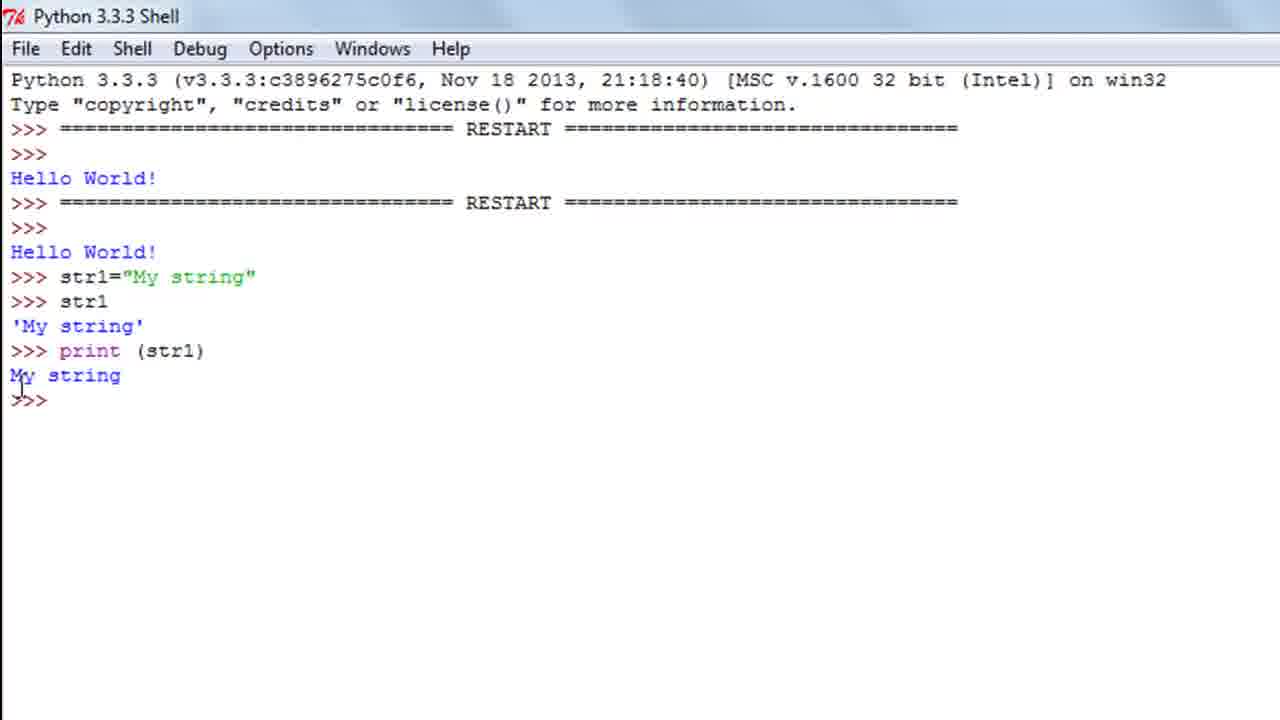 Python 3.3.3 Shell
File Edit Shell Debug Options Windows Help
Python 3.3.3 (v3.3.3:c3896275c0f6, Nov 18 2013, 21:18:40) [MSC v.1600 32 bit (Intel)] on win32
Type "copyright", "credits" or "license()" for more information.
>>> ================================ RESTART ================================
>>>
Hello World!
>>> ================================ RESTART ================================
>>>
Hello World!
>>> str1="My string"
>>> str1
'My string'
>>> print (str1)
My string
>>>